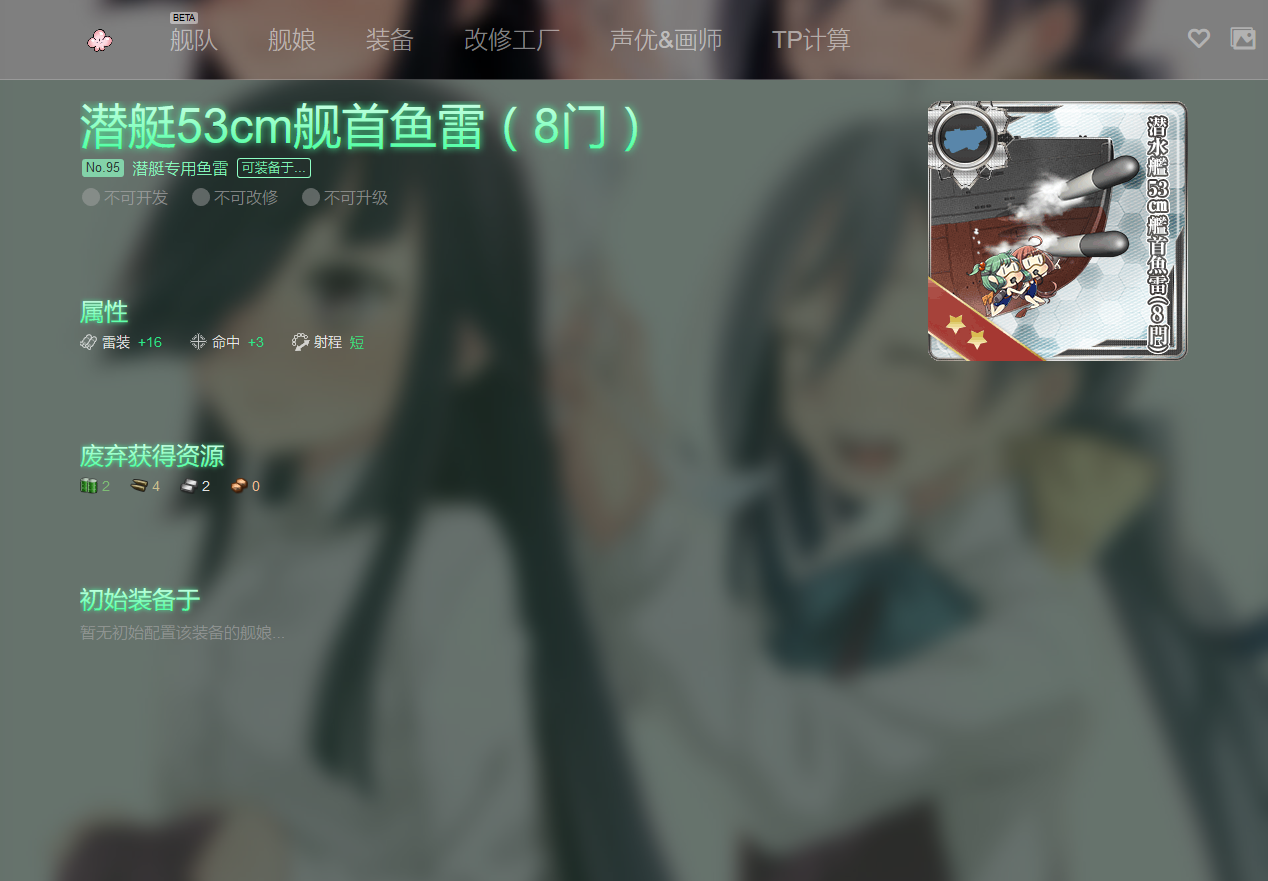 BETA
舰队 舰娘 装备 改修工厂 声优&画师 TP计算
潜艇53cm舰首鱼雷（8门）
No.95 潜艇专用鱼雷 可装备于...
不可开发 不可改修 不可升级
潜水艦53cm艦首魚雷(8門)
属性
雷装 +16 命中 +3 射程 短
废弃获得资源
2 4 2 0
初始装备于
暂无初始配置该装备的舰娘...